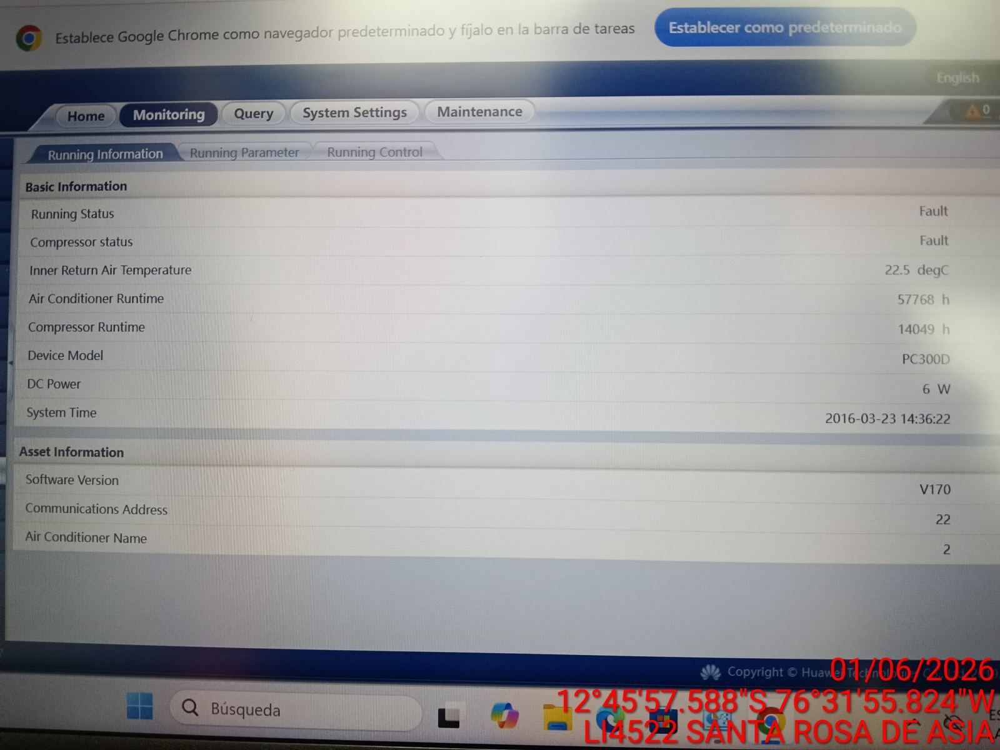 Establece Google Chrome como navegador predeterminado y fíjalo en la barra de tareas
Establecer como predeterminado
English
Home
Monitoring
Query
System Settings
Maintenance
0
Running Information
Running Parameter
Running Control
Basic Information
Running Status Fault
Compressor status Fault
Inner Return Air Temperature 22.5 degC
Air Conditioner Runtime 57768 h
Compressor Runtime 14049 h
Device Model PC300D
DC Power 6 W
System Time 2016-03-23 14:36:22
Asset Information
Software Version V170
Communications Address 22
Air Conditioner Name 2
Copyright © Huawei
01/06/2026
Búsqueda
12°45'57.588"S 76°31'55.824"W
LI4522 SANTA ROSA DE ASIA